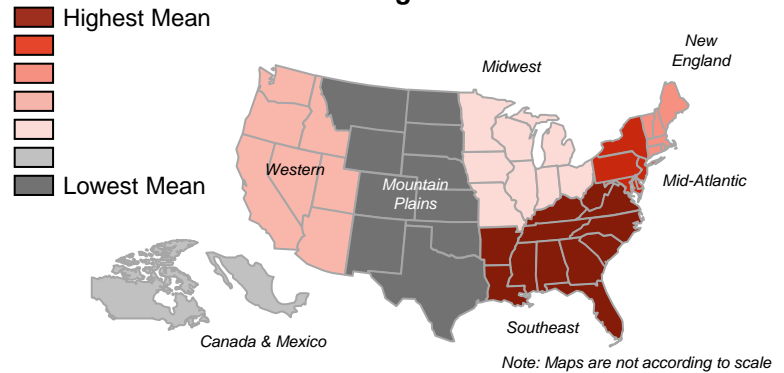 Highest Mean
New
England
Midwest
Western
Mountain
Plains
Lowest Mean
Mid-Atlantic
Southeast
Canada & Mexico
Note: Maps are not according to scale